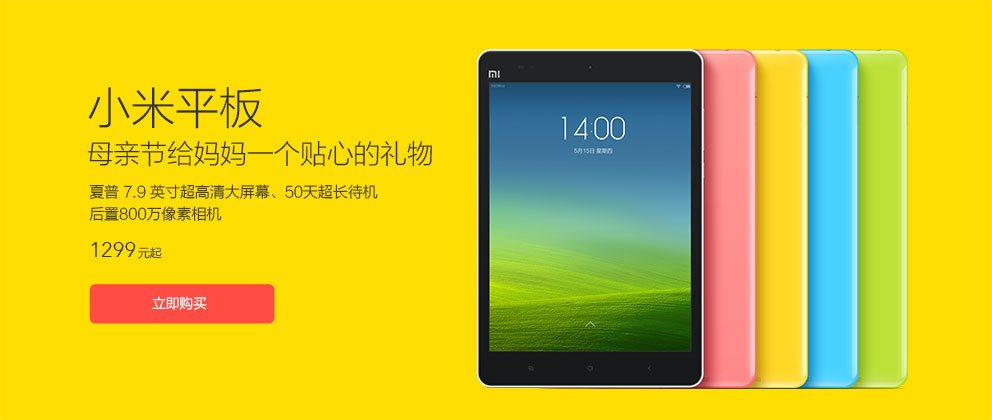 小米平板
母亲节给妈妈一个贴心的礼物
夏普 7.9 英寸超高清大屏幕、50天超长待机
后置800万像素相机
1299元起
立即购买
MI
14:00
5月15日 星期四